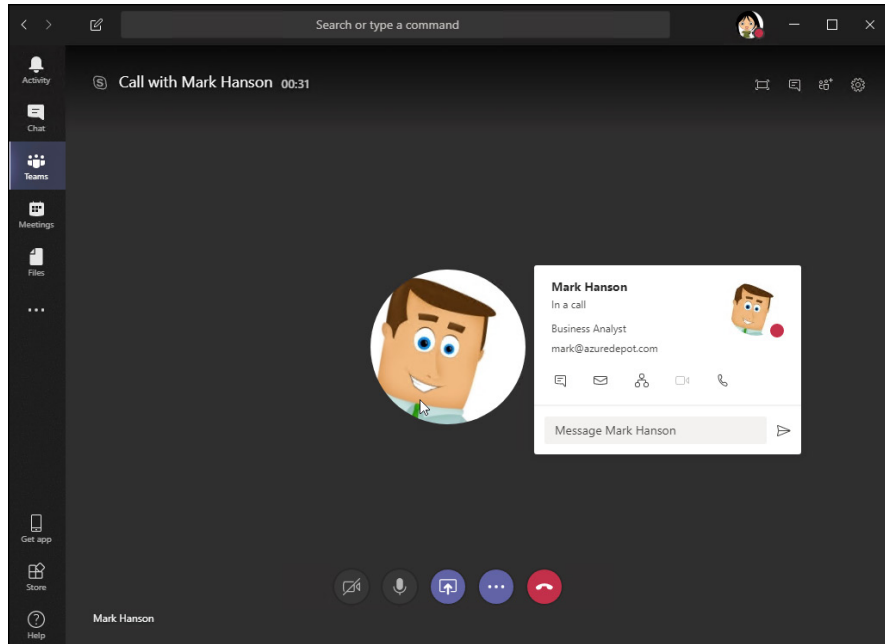 Search or type a command
Activity
Chat
Teams
Meetings
Files
Get app
Store
Help
Call with Mark Hanson 00:31
Mark Hanson
In a call
Business Analyst
mark@azuredepot.com
Message Mark Hanson
Mark Hanson